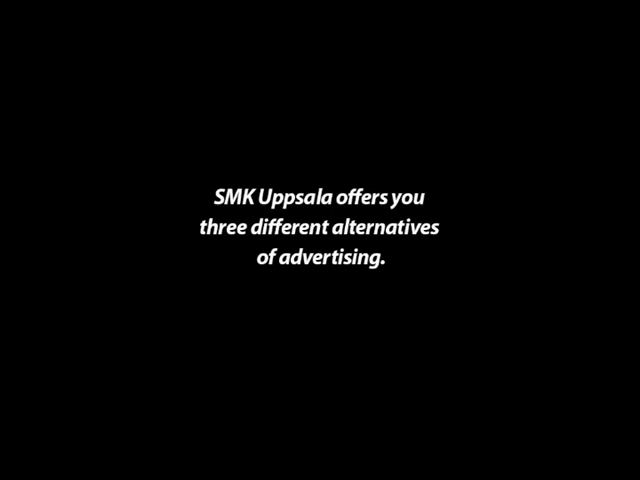 SMK Uppsala offers you
three different alternatives
of advertising.